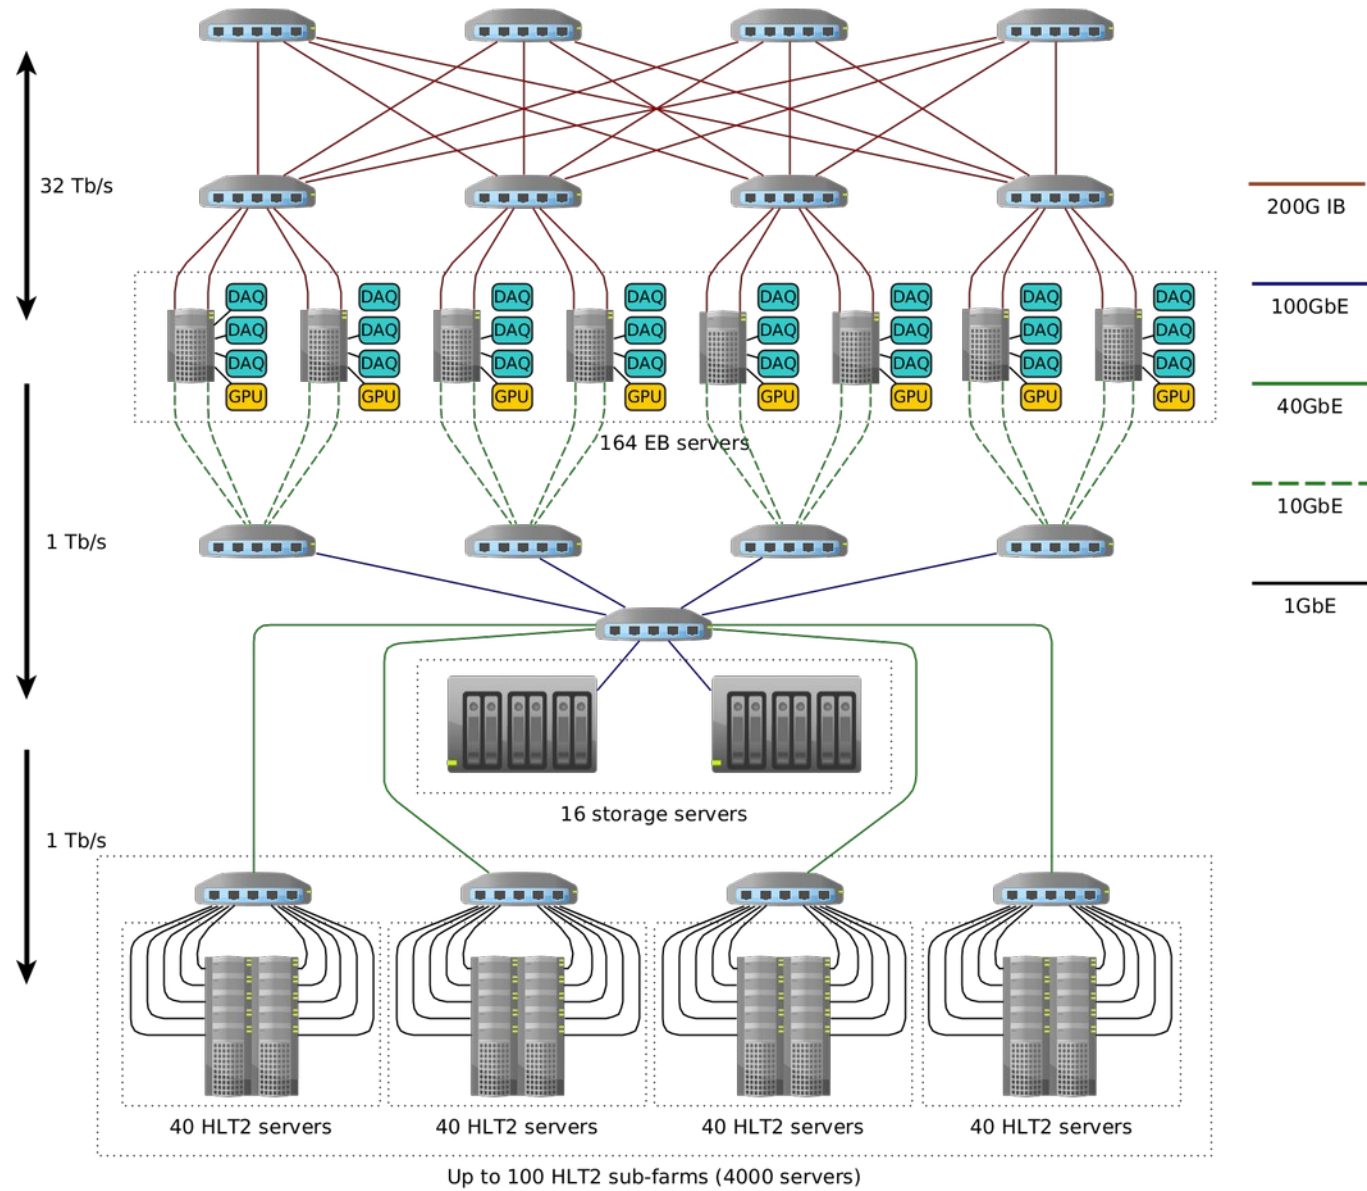 32 Tb/s
200G IB
100GbE
40GbE
10GbE
1GbE
DAQ DAQ DAQ DAQ DAQ DAQ DAQ DAQ
DAQ DAQ DAQ DAQ DAQ DAQ DAQ DAQ
DAQ DAQ DAQ DAQ DAQ DAQ DAQ DAQ
GPU GPU GPU GPU GPU GPU GPU GPU
164 EB servers
1 Tb/s
16 storage servers
1 Tb/s
40 HLT2 servers 40 HLT2 servers 40 HLT2 servers 40 HLT2 servers
Up to 100 HLT2 sub-farms (4000 servers)